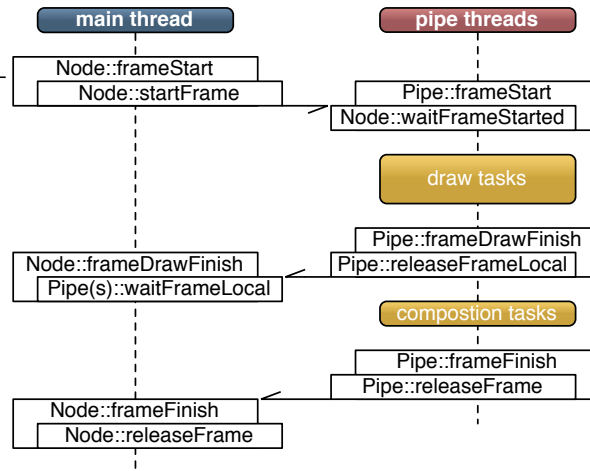 main thread
pipe threads
Node::frameStart
Node::startFrame
Pipe::frameStart
Node::waitFrameStarted
draw tasks
Pipe::frameDrawFinish
Node::frameDrawFinish
Pipe::releaseFrameLocal
Pipe(s)::waitFrameLocal
compostion tasks
Pipe::frameFinish
Pipe::releaseFrame
Node::frameFinish
Node::releaseFrame